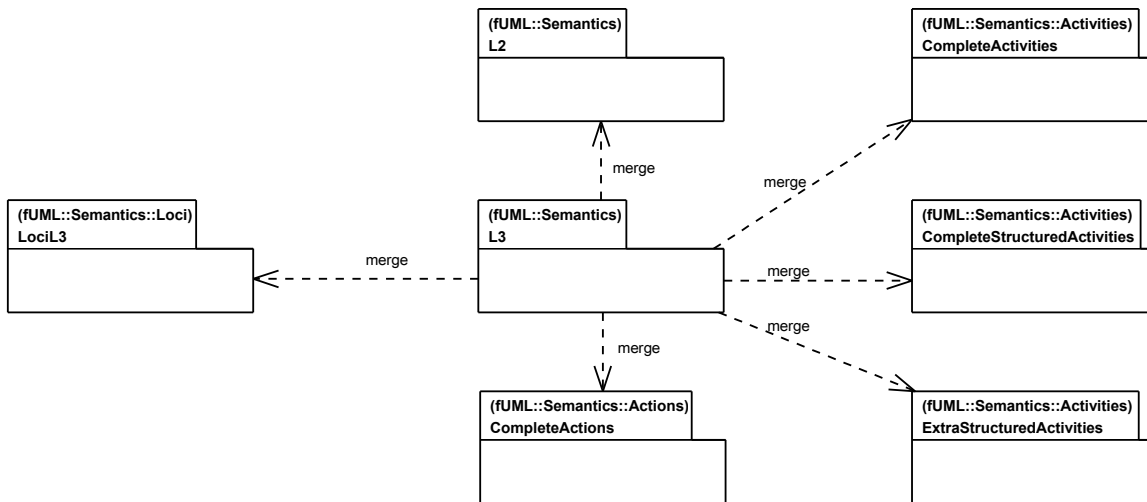 (fUML::Semantics)
L2
(fUML::Semantics::Activities)
CompleteActivities
merge
merge
(fUML::Semantics::Loci)
LociL3
(fUML::Semantics)
L3
(fUML::Semantics::Activities)
CompleteStructuredActivities
merge
merge
merge
merge
(fUML::Semantics::Actions)
CompleteActions
(fUML::Semantics::Activities)
ExtraStructuredActivities